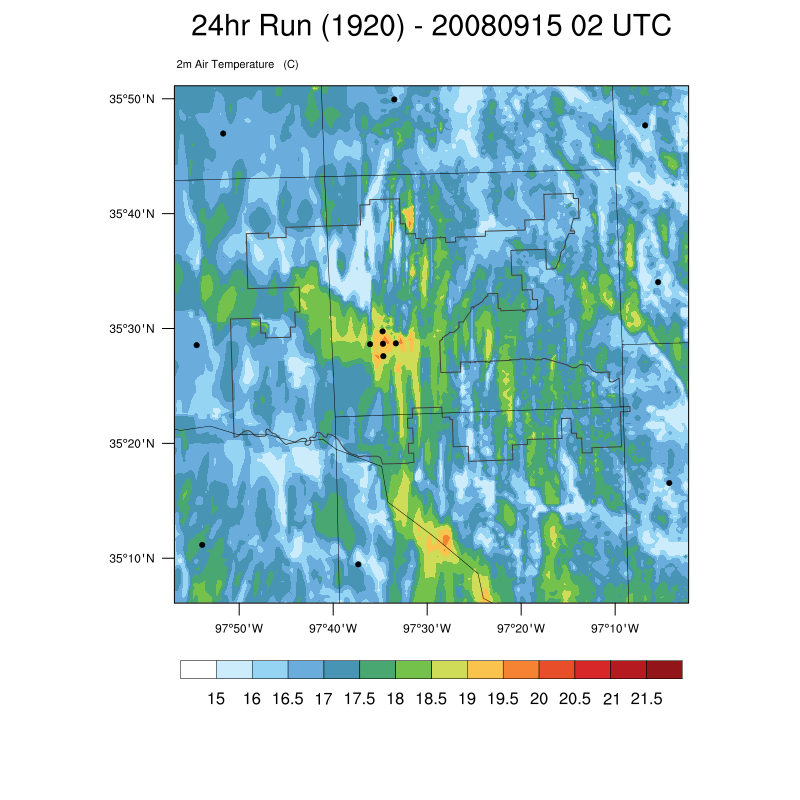 24hr Run (1920) - 20080915 02 UTC
2m Air Temperature (C)
35°50'N
35°40'N
35°30'N
35°20'N
35°10'N
97°50'W 97°40'W 97°30'W 97°20'W 97°10'W
15 16 16.5 17 17.5 18 18.5 19 19.5 20 20.5 21 21.5